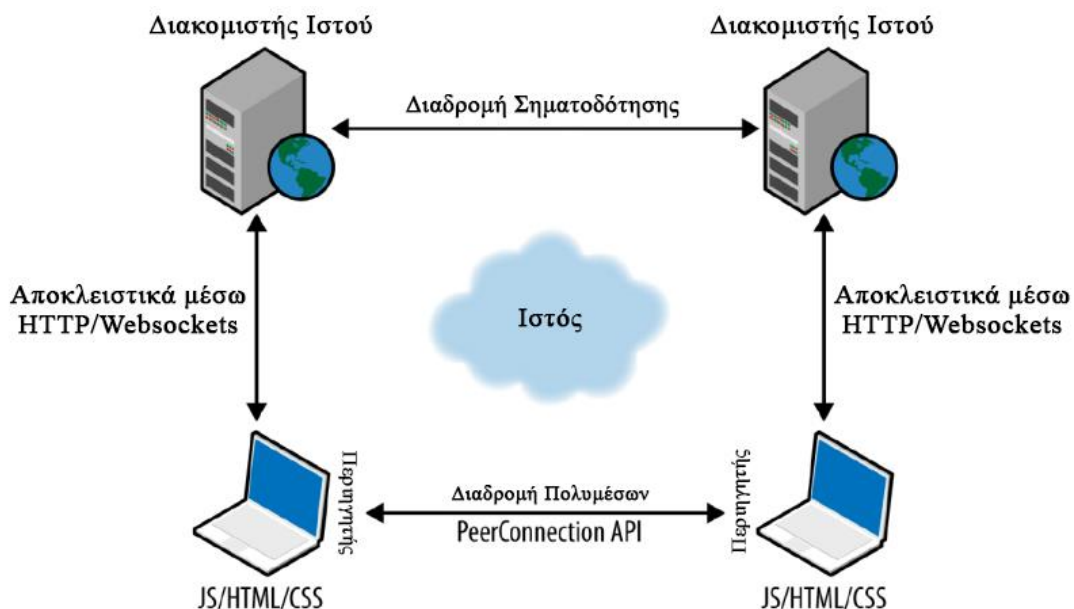 Διακομιστής Ιστού
Διακομιστής Ιστού
Διαδρομή Σηματοδότησης
Αποκλειστικά μέσω
HTTP/Websockets
Ιστός
Αποκλειστικά μέσω
HTTP/Websockets
Περιηγητής
Διαδρομή Πολυμέσων
PeerConnection API
Περιηγητής
JS/HTML/CSS
JS/HTML/CSS